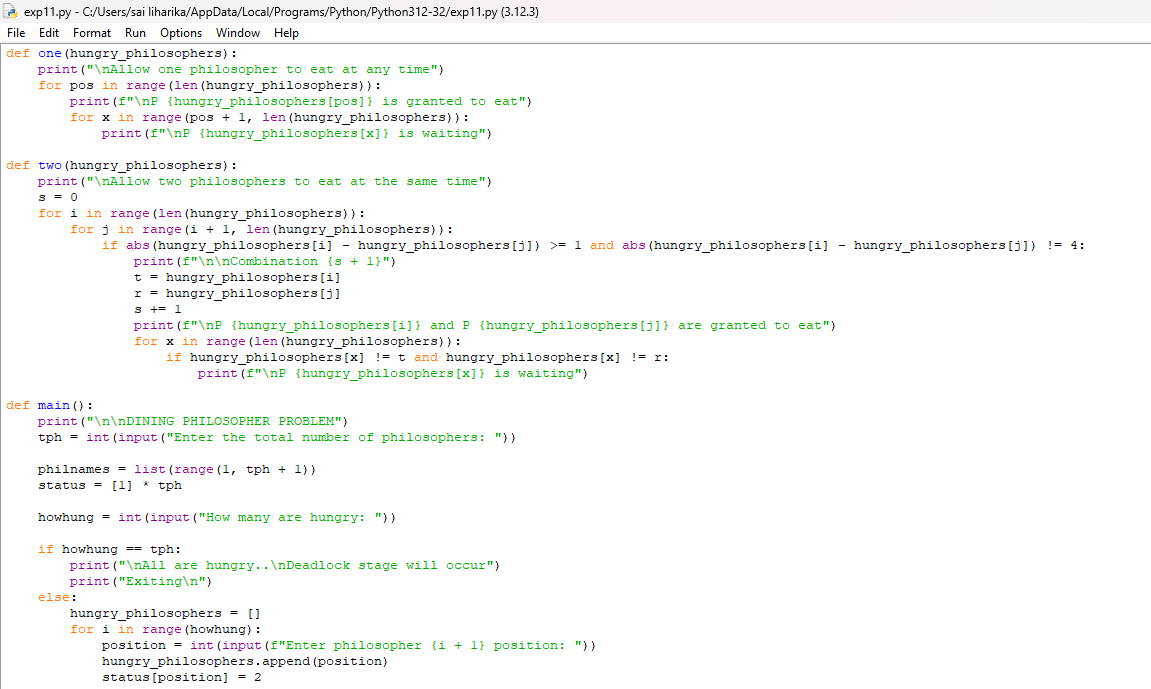 exp11.py - C:/Users/sai liharika/AppData/Local/Programs/Python/Python312-32/exp11.py (3.12.3)
File Edit Format Run Options Window Help
def one(hungry_philosophers):
    print("\nAllow one philosopher to eat at any time")
    for pos in range(len(hungry_philosophers)):
        print(f"\nP {hungry_philosophers[pos]} is granted to eat")
        for x in range(pos + 1, len(hungry_philosophers)):
            print(f"\nP {hungry_philosophers[x]} is waiting")

def two(hungry_philosophers):
    print("\nAllow two philosophers to eat at the same time")
    s = 0
    for i in range(len(hungry_philosophers)):
        for j in range(i + 1, len(hungry_philosophers)):
            if abs(hungry_philosophers[i] - hungry_philosophers[j]) >= 1 and abs(hungry_philosophers[i] - hungry_philosophers[j]) != 4:
                print(f"\n\nCombination {s + 1}")
                t = hungry_philosophers[i]
                r = hungry_philosophers[j]
                s += 1
                print(f"\nP {hungry_philosophers[i]} and P {hungry_philosophers[j]} are granted to eat")
                for x in range(len(hungry_philosophers)):
                    if hungry_philosophers[x] != t and hungry_philosophers[x] != r:
                        print(f"\nP {hungry_philosophers[x]} is waiting")

def main():
    print("\n\nDINING PHILOSOPHER PROBLEM")
    tph = int(input("Enter the total number of philosophers: "))

    philnames = list(range(1, tph + 1))
    status = [1] * tph

    howhung = int(input("How many are hungry: "))

    if howhung == tph:
        print("\nAll are hungry..\nDeadlock stage will occur")
        print("Exiting\n")
    else:
        hungry_philosophers = []
        for i in range(howhung):
            position = int(input(f"Enter philosopher {i + 1} position: "))
            hungry_philosophers.append(position)
            status[position] = 2